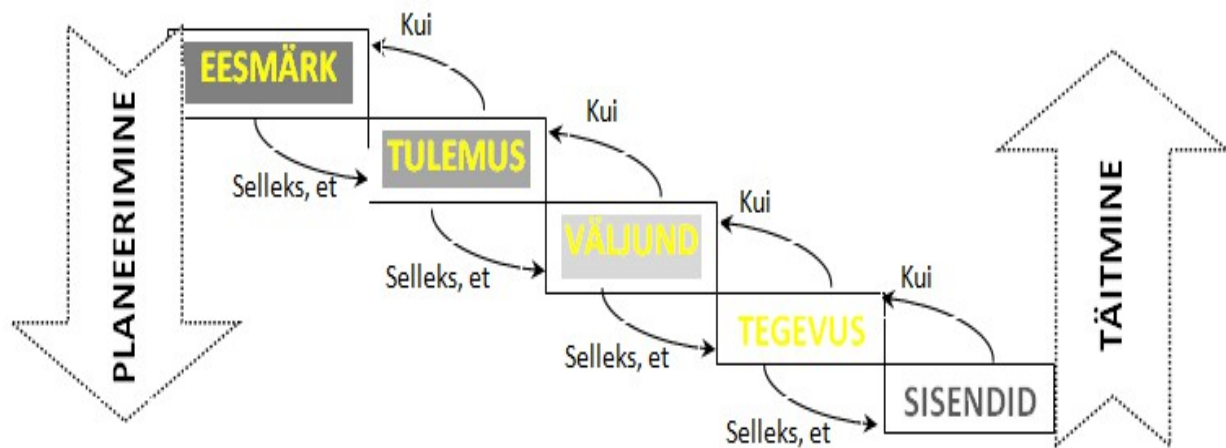 Kui
EESMÄRK
PLANEERIMINE
Kui
Selleks, et
TULEMUS
Kui
Selleks, et
VÄLJUND
Kui
Selleks, et
TEGEVUS
TÄITMINE
Selleks, et
SISENDID